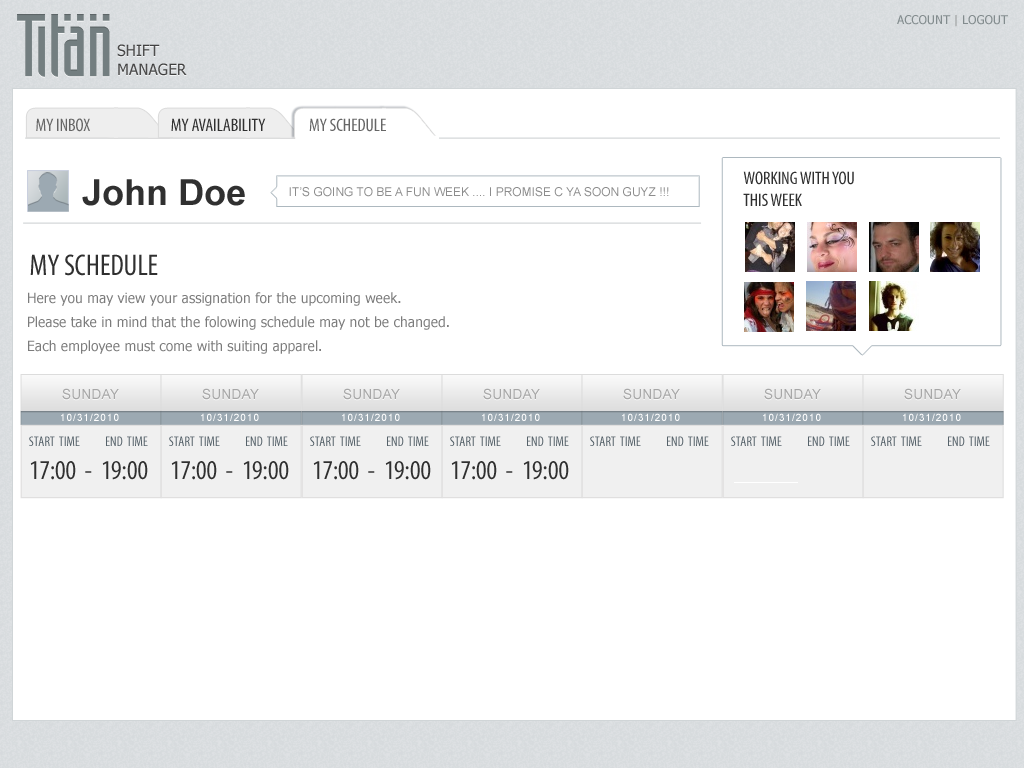 Titän SHIFT
MANAGER
ACCOUNT | LOGOUT
MY INBOX
MY AVAILABILITY
MY SCHEDULE
John Doe
IT'S GOING TO BE A FUN WEEK .... I PROMISE C YA SOON GUYZ !!!
WORKING WITH YOU
THIS WEEK
MY SCHEDULE
Here you may view your assignation for the upcoming week.
Please take in mind that the folowing schedule may not be changed.
Each employee must come with suiting apparel.
SUNDAY SUNDAY SUNDAY SUNDAY SUNDAY SUNDAY SUNDAY
10/31/2010 10/31/2010 10/31/2010 10/31/2010 10/31/2010 10/31/2010 10/31/2010
START TIME END TIME START TIME END TIME START TIME END TIME START TIME END TIME START TIME END TIME START TIME END TIME START TIME END TIME
17:00 - 19:00 17:00 - 19:00 17:00 - 19:00 17:00 - 19:00